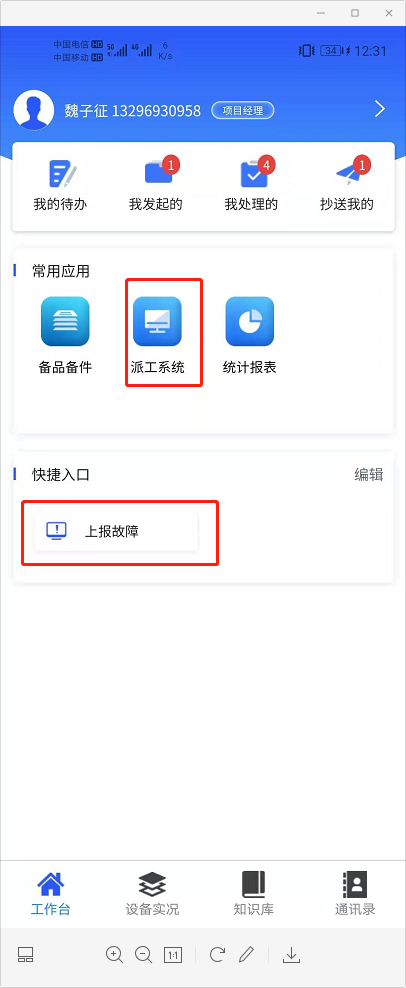 中国电信 HD 5G 4G 6 34 12:31
中国移动 HD K/s
魏子征 13296930958 项目经理
1 4 1
我的待办 我发起的 我处理的 抄送我的
常用应用
备品备件 派工系统 统计报表
快捷入口 编辑
上报故障
工作台 设备实况 知识库 通讯录
1:1